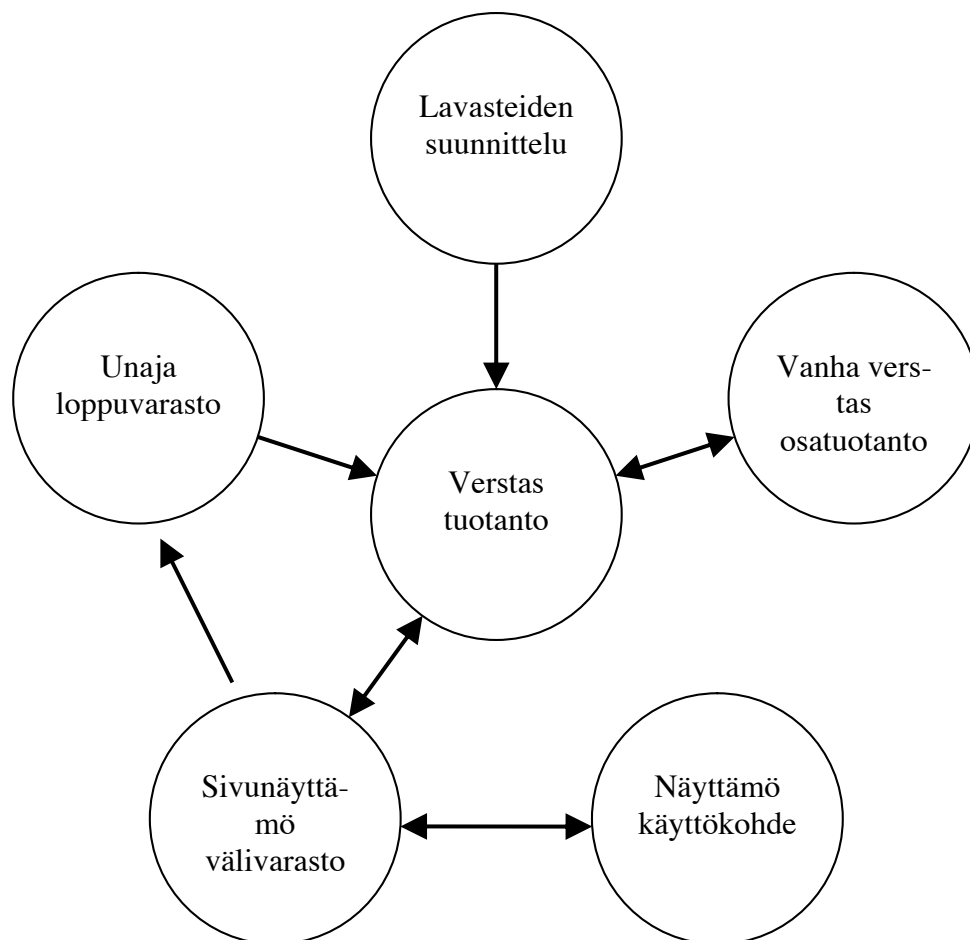 Lavasteiden
suunnittelu
Unaja
loppuvarasto
Vanha vers-
tas
osatuotanto
Verstas
tuotanto
Sivunäyttä-
mö
välivarasto
Näyttämö
käyttökohde